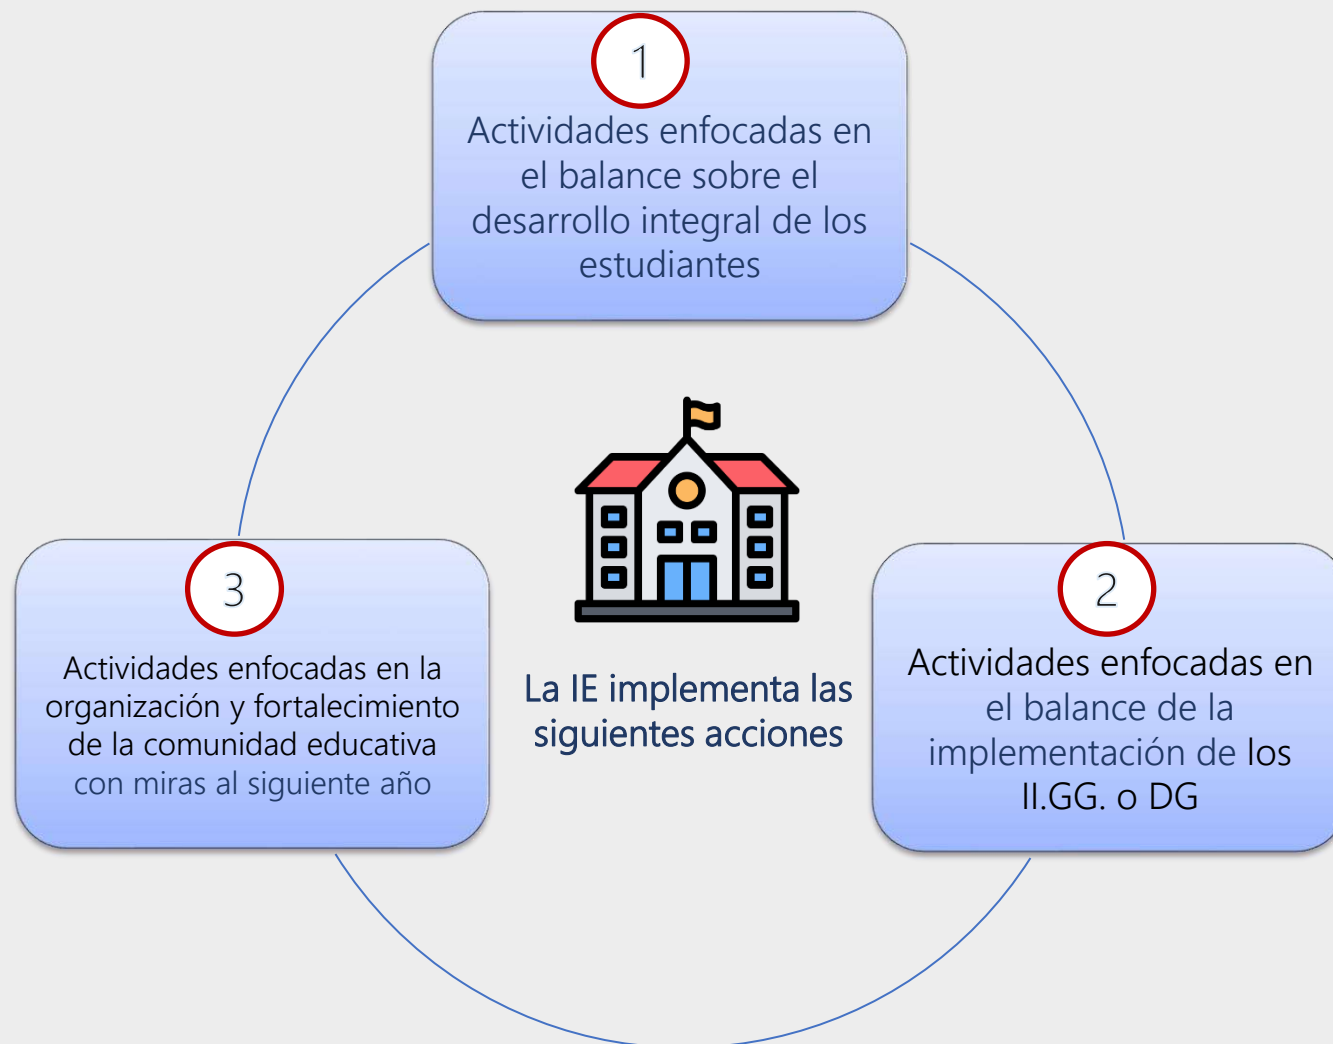 1
Actividades enfocadas en
el balance sobre el
desarrollo integral de los
estudiantes
2
Actividades enfocadas en
el balance de la
implementación de los
II.GG. o DG
3
Actividades enfocadas en la
organización y fortalecimiento
de la comunidad educativa
con miras al siguiente año
La IE implementa las
siguientes acciones